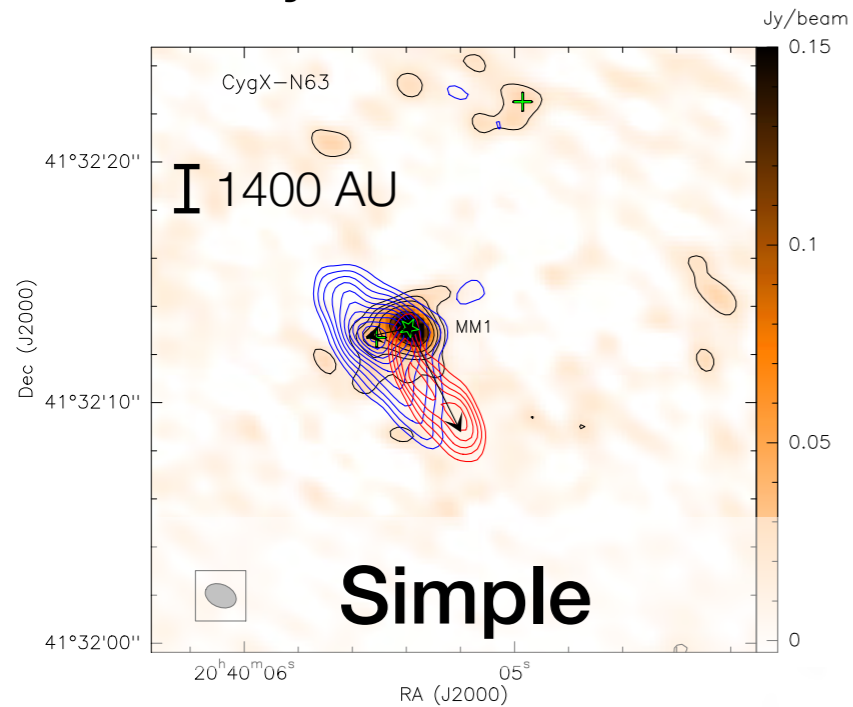 Jy/beam
0.15
CygX-N63
41°32'20''
1400 AU
0.1
Dec (J2000)
MM1
41°32'10''
0.05
Simple
41°32'00''
0
20ʰ40ᵐ06ˢ
05ˢ
RA (J2000)